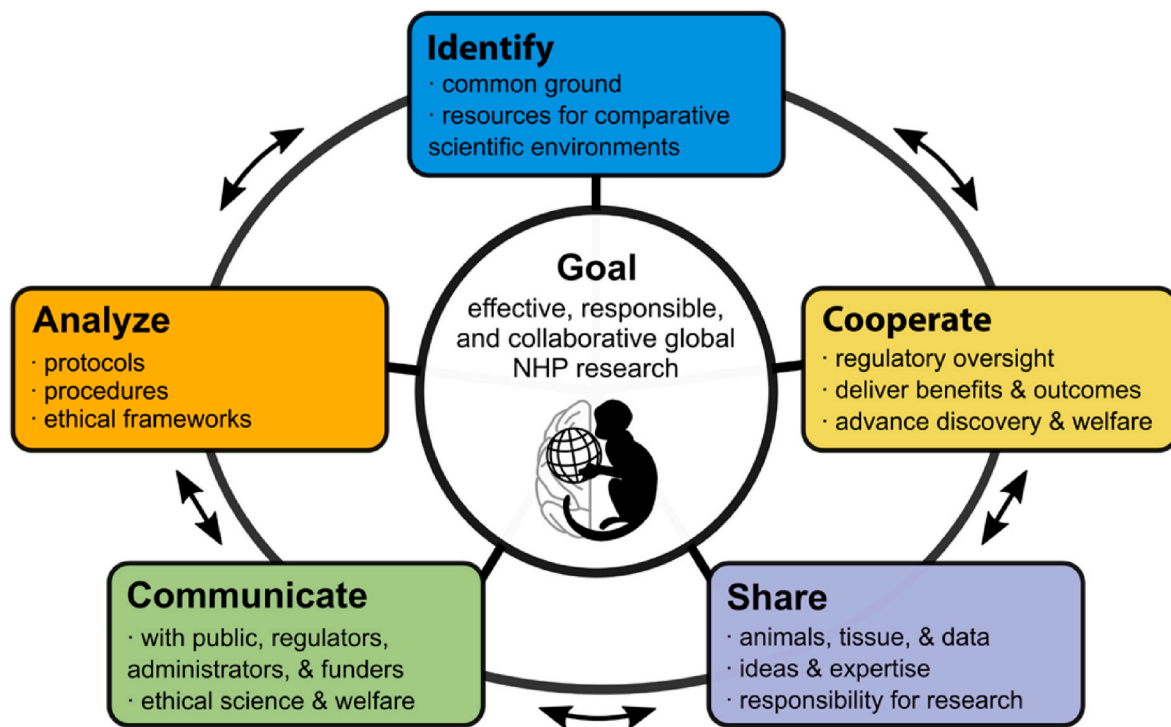 Identify
· common ground
· resources for comparative
scientific environments
Goal
effective, responsible,
and collaborative global
NHP research
Analyze
· protocols
· procedures
· ethical frameworks
Cooperate
· regulatory oversight
· deliver benefits & outcomes
· advance discovery & welfare
Communicate
· with public, regulators,
administrators, & funders
· ethical science & welfare
Share
· animals, tissue, & data
· ideas & expertise
· responsibility for research